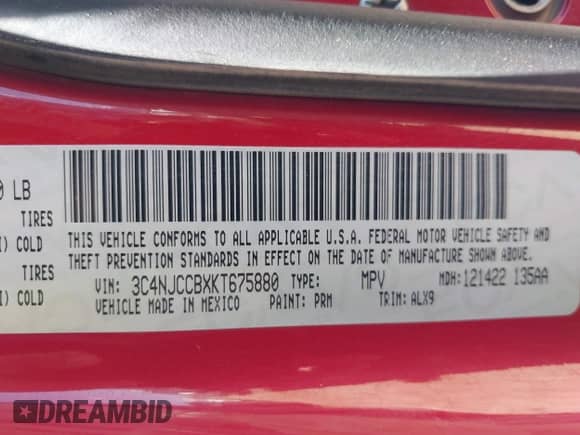 0 LB
TIRES
) COLD
TIRES
) COLD
THIS VEHICLE CONFORMS TO ALL APPLICABLE U.S.A. FEDERAL MOTOR VEHICLE SAFETY AND
THEFT PREVENTION STANDARDS IN EFFECT ON THE DATE OF MANUFACTURE SHOWN ABOVE.
VIN: 3C4NJCCBXKT675880 TYPE: MPV MDH:121422 135AA
VEHICLE MADE IN MEXICO PAINT: PRM TRIM: ALX9
DREAMBID